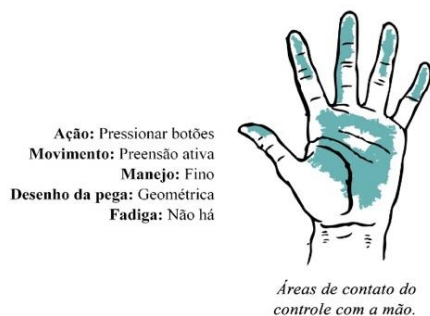 Ação: Pressionar botões
Movimento: Preensão ativa
Manejo: Fino
Desenho da pega: Geométrica
Fadiga: Não há
Áreas de contato do
controle com a mão.